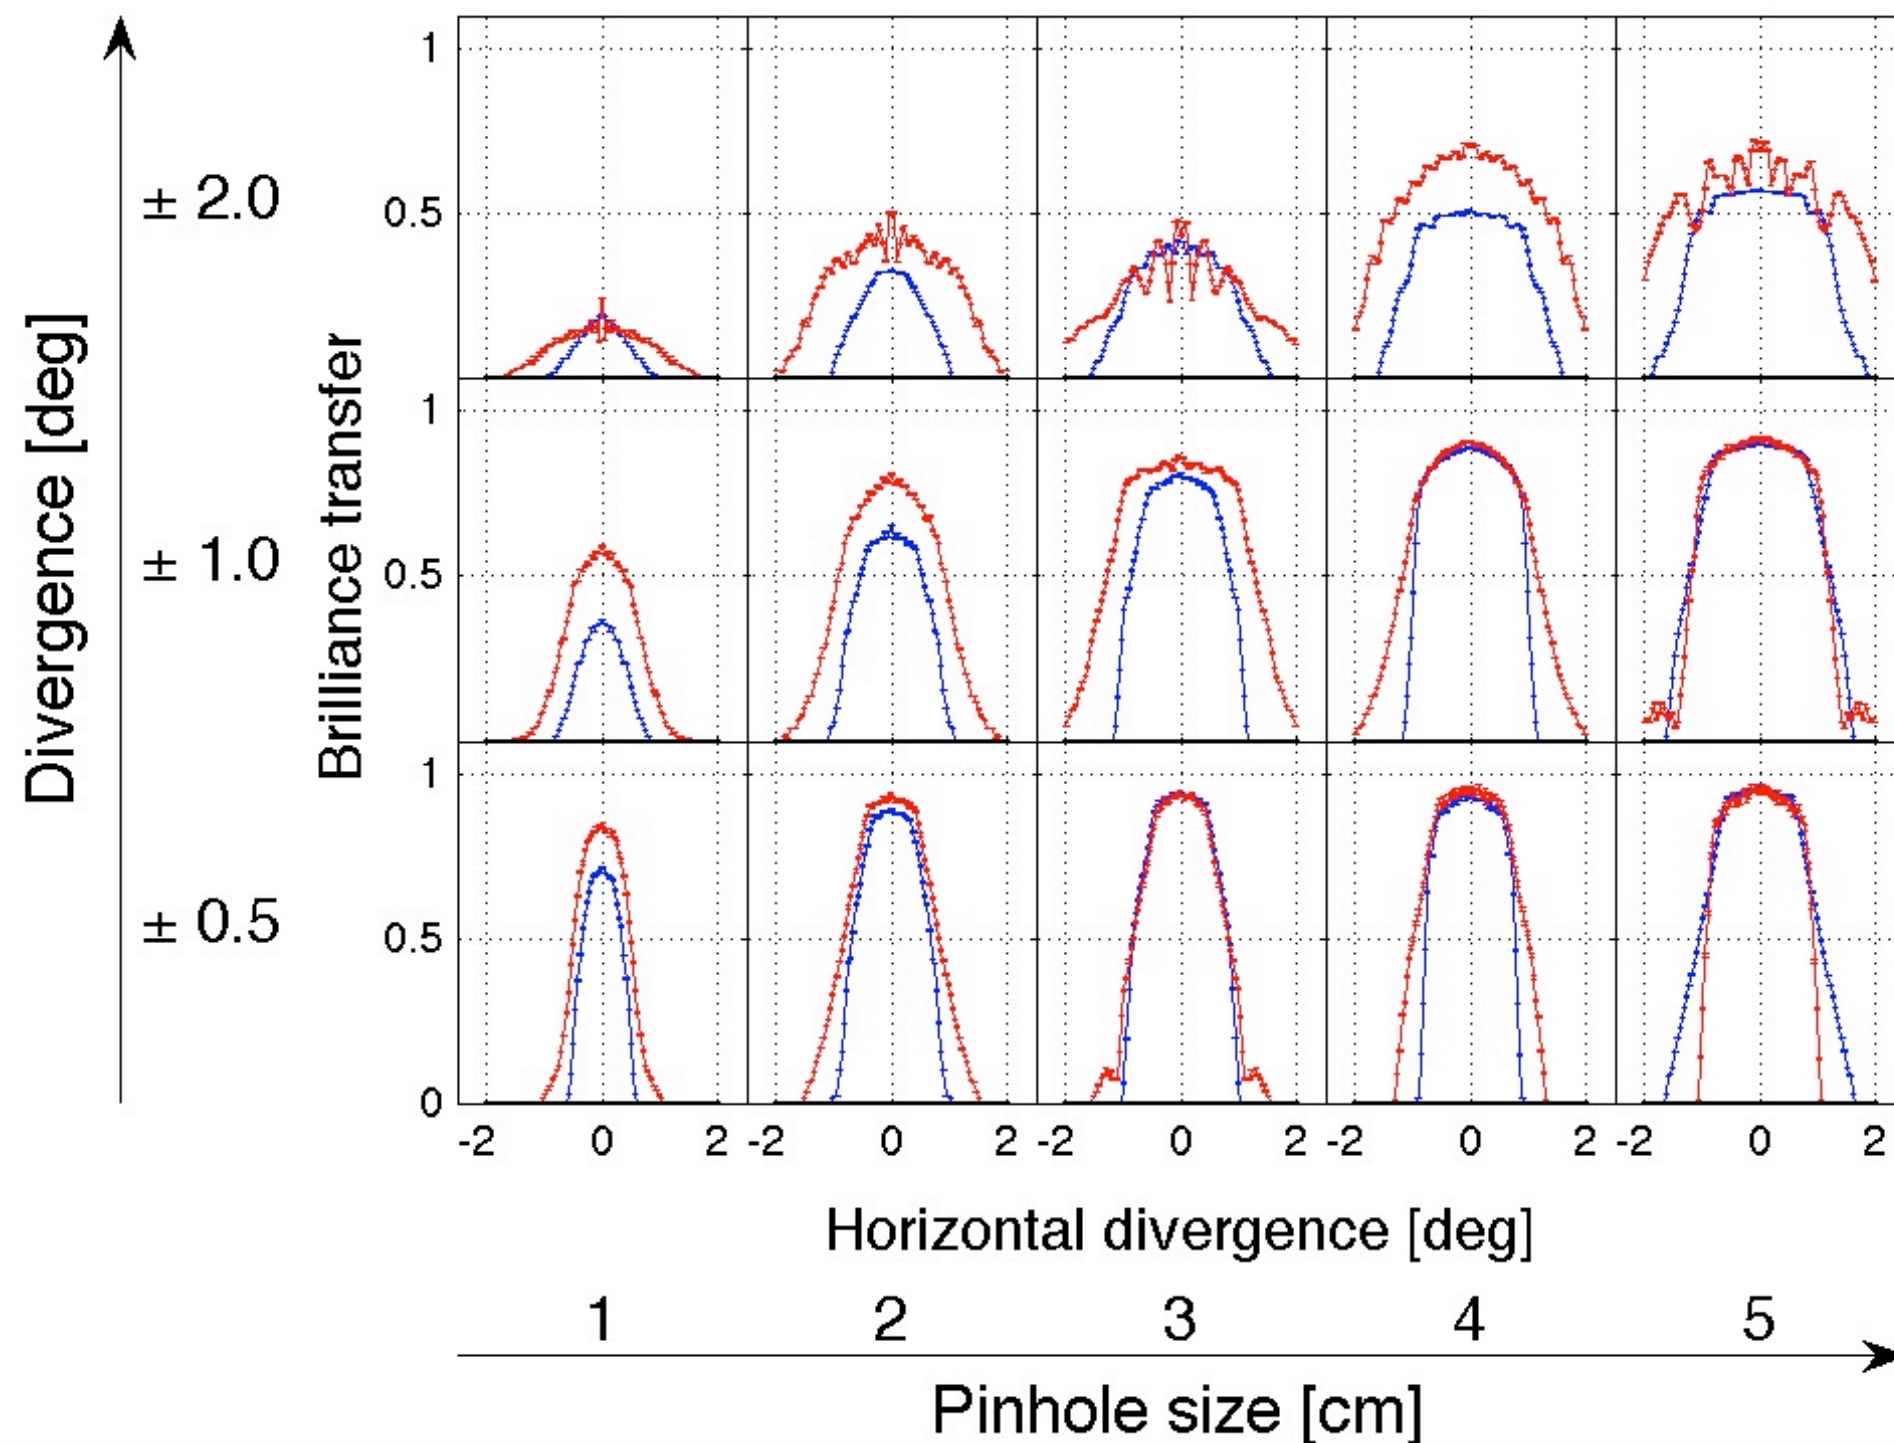 Divergence [deg]
± 2.0
± 1.0
± 0.5
Brilliance transfer
1
0.5
1
0.5
1
0.5
0
-2 0 2 -2 0 2 -2 0 2 -2 0 2 -2 0 2
Horizontal divergence [deg]
1 2 3 4 5
Pinhole size [cm]